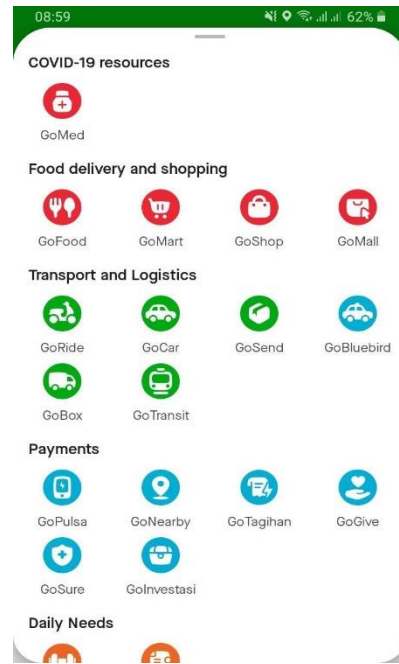 08:59 62%
COVID-19 resources
GoMed
Food delivery and shopping
GoFood GoMart GoShop GoMall
Transport and Logistics
GoRide GoCar GoSend GoBluebird
GoBox GoTransit
Payments
GoPulsa GoNearby GoTagihan GoGive
GoSure GoInvestasi
Daily Needs